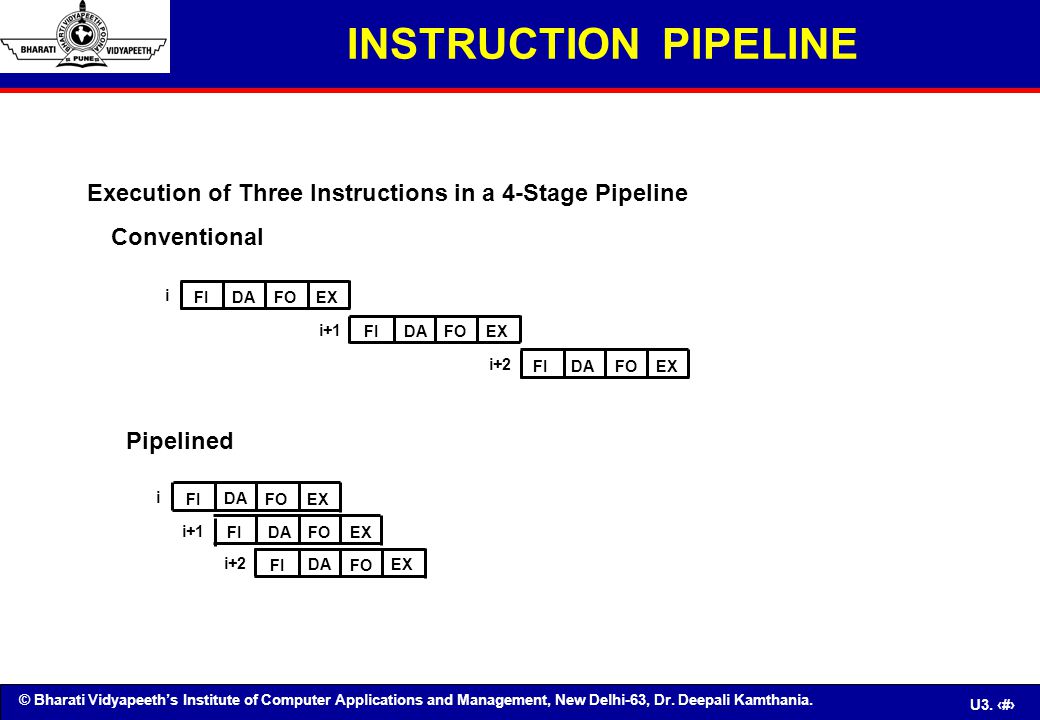 BHARATI VIDYAPEETH
BHARATI VIDYAPEETH POONA
PUNE
INSTRUCTION PIPELINE
Execution of Three Instructions in a 4-Stage Pipeline
Conventional
i FI DA FO EX
i+1 FI DA FO EX
i+2 FI DA FO EX
Pipelined
i FI DA FO EX
i+1 FI DA FO EX
i+2 FI DA FO EX
© Bharati Vidyapeeth's Institute of Computer Applications and Management, New Delhi-63, Dr. Deepali Kamthania.
U3. ‹#›